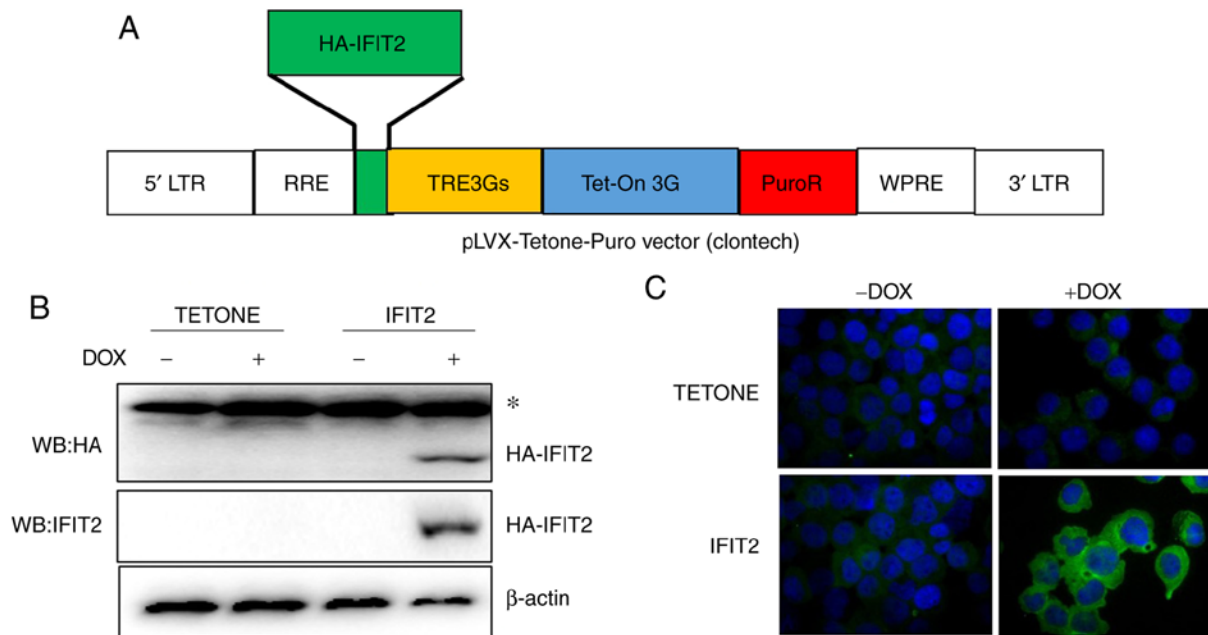 A
HA-IFIT2
5′ LTR RRE TRE3Gs Tet-On 3G PuroR WPRE 3′ LTR
pLVX-Tetone-Puro vector (clontech)
B
TETONE IFIT2
DOX − + − +
*
WB:HA
HA-IFIT2
WB:IFIT2 HA-IFIT2
β-actin
C
−DOX +DOX
TETONE
IFIT2